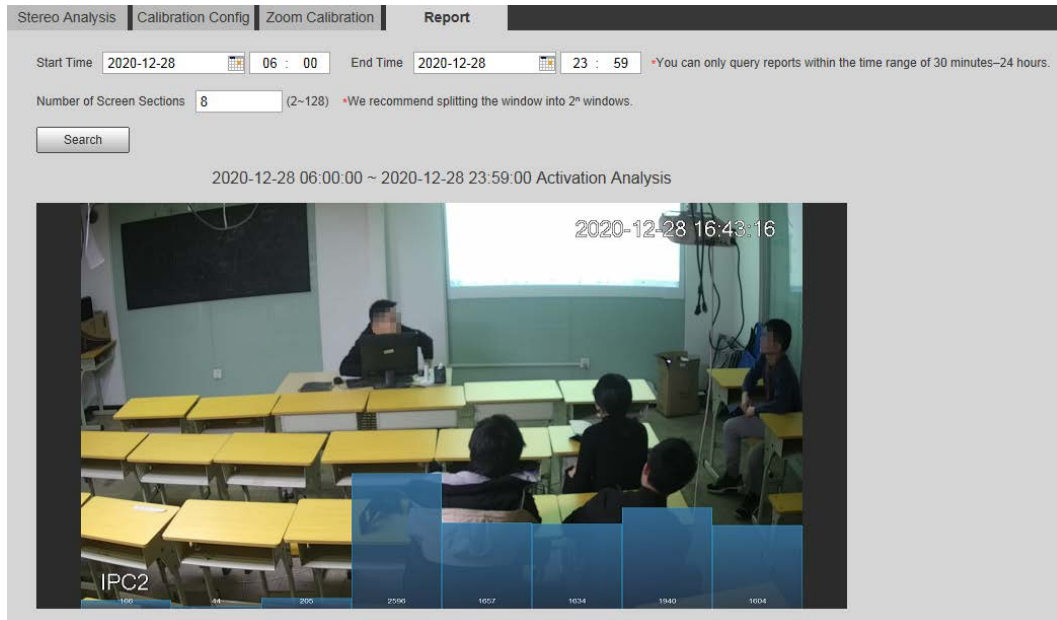 Stereo Analysis Calibration Config Zoom Calibration Report
Start Time 2020-12-28 06 : 00 End Time 2020-12-28 23 : 59 *You can only query reports within the time range of 30 minutes–24 hours.
Number of Screen Sections 8 (2~128) *We recommend splitting the window into 2ⁿ windows.
Search
2020-12-28 06:00:00 ~ 2020-12-28 23:59:00 Activation Analysis
2020-12-28 16:43:16
IPC2
166 44 205 2596 1657 1634 1940 1604